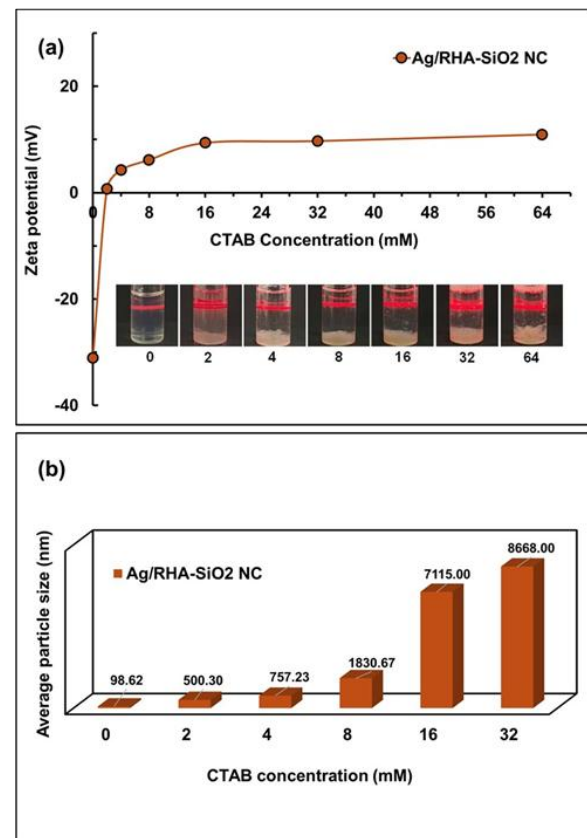 (a)
Ag/RHA-SiO2 NC
Zeta potential (mV)
20
0
-20
-40
0 8 16 24 32 40 48 56 64
CTAB Concentration (mM)
0 2 4 8 16 32 64
(b)
Ag/RHA-SiO2 NC
Average particle size (nm)
98.62 500.30 757.23 1830.67 7115.00 8668.00
0 2 4 8 16 32
CTAB concentration (mM)